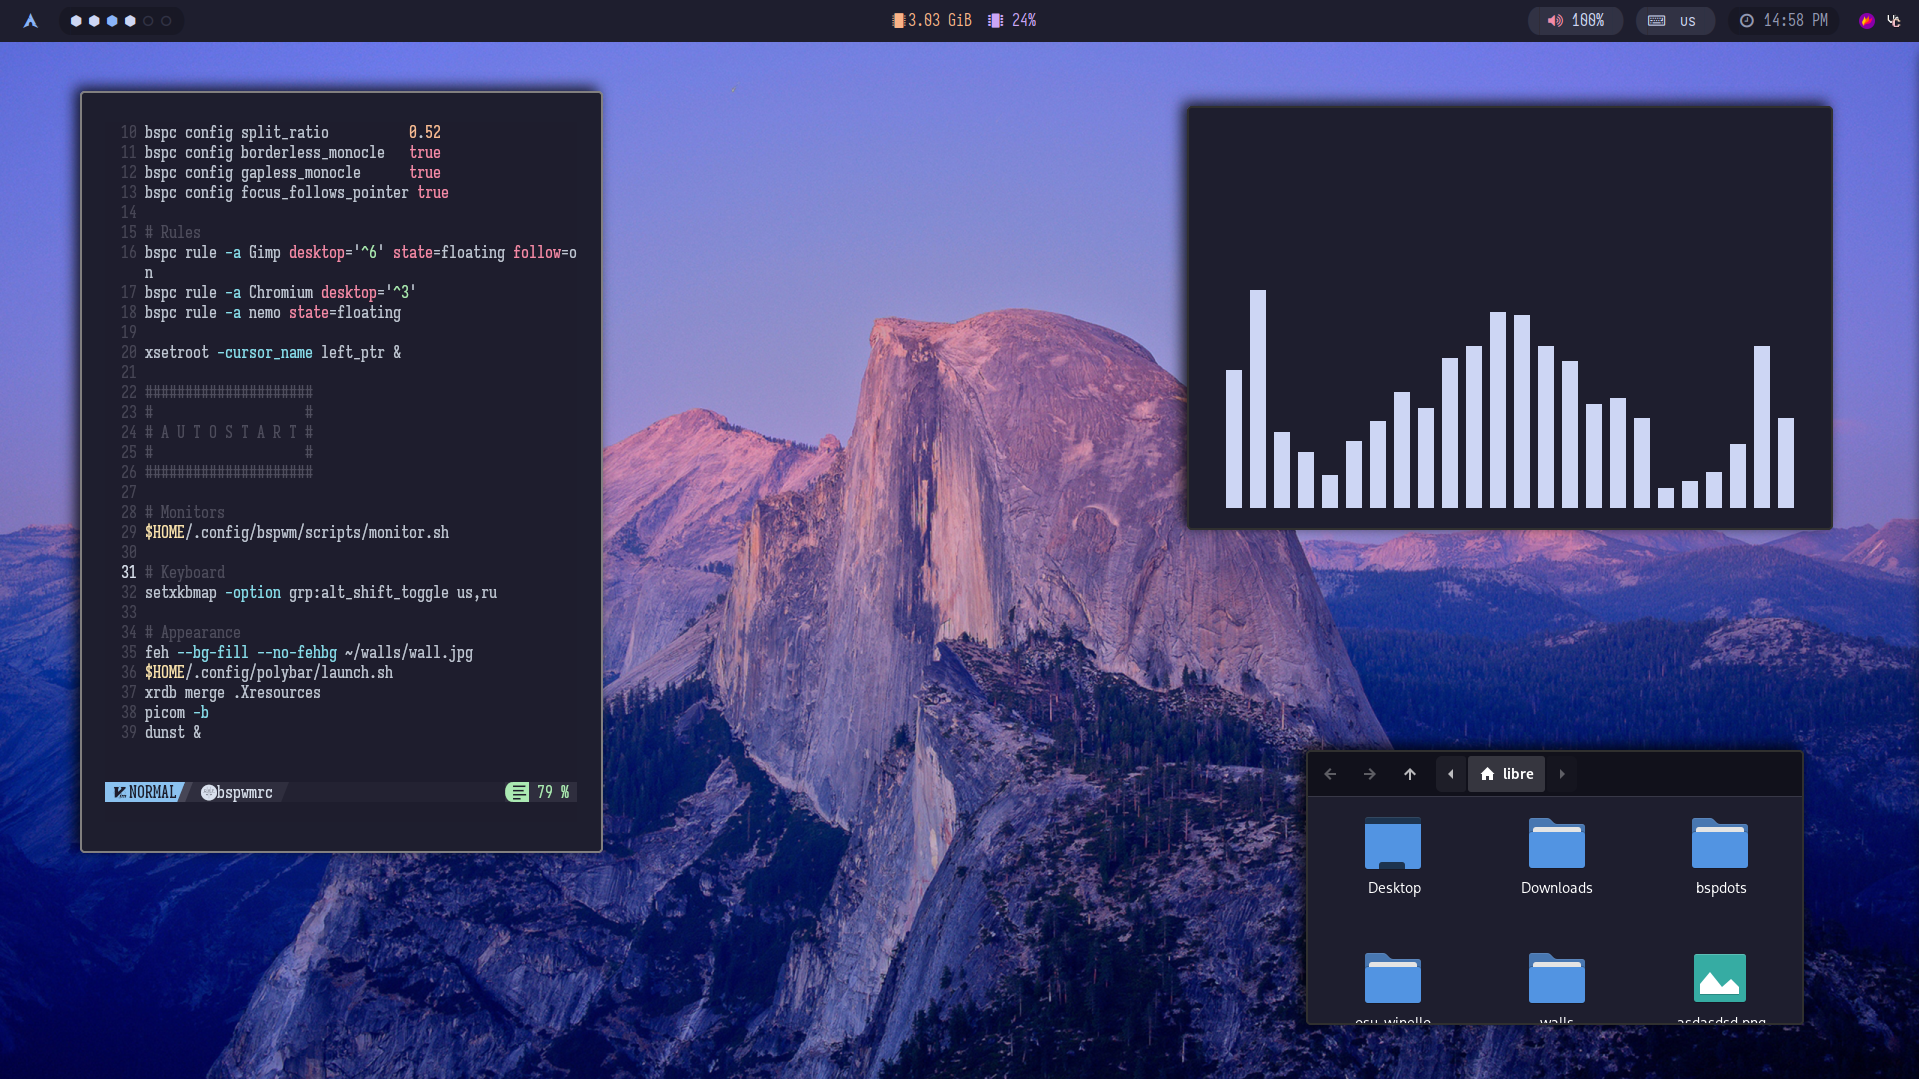 3.03 GiB 24%
100%
us
14:58 PM
10 bspc config split_ratio 0.52
11 bspc config borderless_monocle true
12 bspc config gapless_monocle true
13 bspc config focus_follows_pointer true
14
15 # Rules
16 bspc rule -a Gimp desktop='^6' state=floating follow=o
n
17 bspc rule -a Chromium desktop='^3'
18 bspc rule -a nemo state=floating
19
20 xsetroot -cursor_name left_ptr &
21
22 #####################
23 # #
24 # A U T O S T A R T #
25 # #
26 #####################
27
28 # Monitors
29 $HOME/.config/bspwm/scripts/monitor.sh
30
31 # Keyboard
32 setxkbmap -option grp:alt_shift_toggle us,ru
33
34 # Appearance
35 feh --bg-fill --no-fehbg ~/walls/wall.jpg
36 $HOME/.config/polybar/launch.sh
37 xrdb merge .Xresources
38 picom -b
39 dunst &
NORMAL bspwmrc 79 %
libre
Desktop Downloads bspdots
osu-winello walls asdasdsd.png